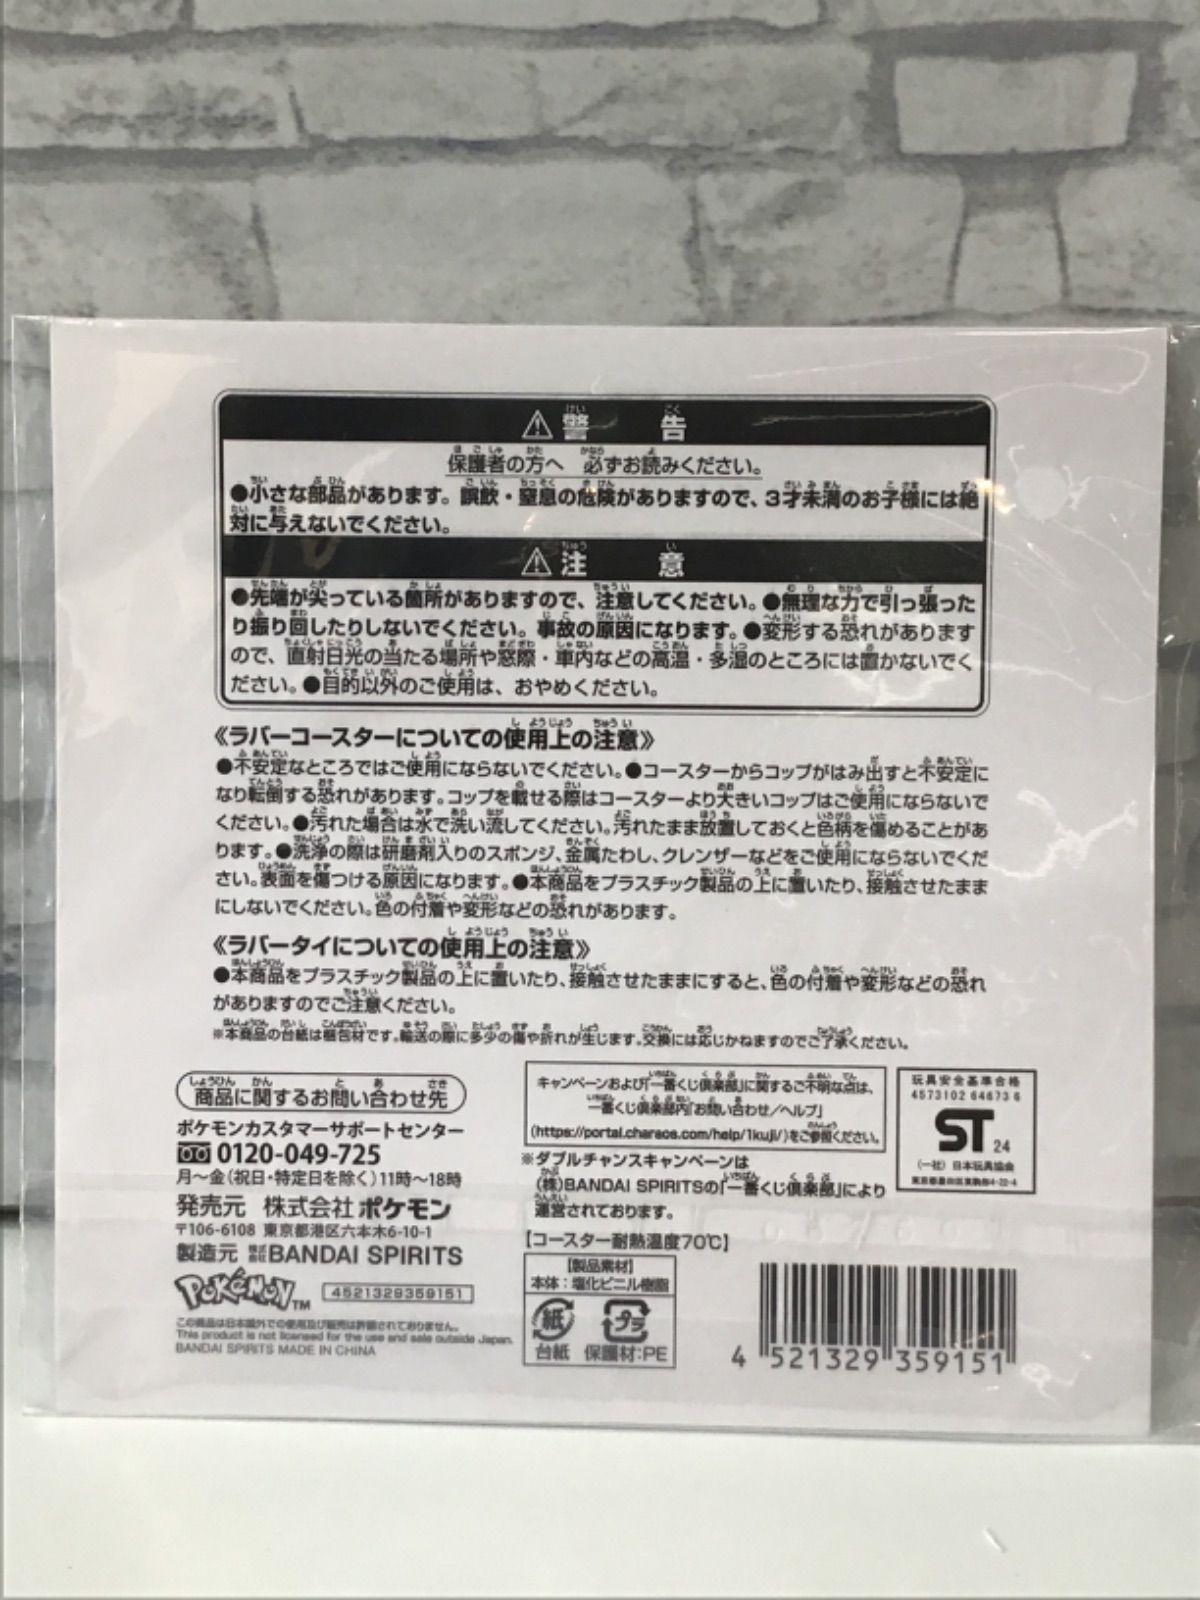 ⚠警告
保護者の方へ 必ずお読みください。
●小さな部品があります。誤飲・窒息の危険がありますので、3才未満のお子様には絶
対に与えないでください。
⚠注意
●先端が尖っている箇所がありますので、注意してください。●無理な力で引っ張った
り振り回したりしないでください。事故の原因になります。●変形する恐れがあります
ので、直射日光の当たる場所や窓際・車内などの高温・多湿のところには置かないでく
ださい。●目的以外のご使用は、おやめください。
《ラバーコースターについての使用上の注意》
●不安定なところではご使用にならないでください。●コースターからコップがはみ出すと不安定に
なり転倒する恐れがあります。コップを載せる際はコースターより大きいコップはご使用にならないで
ください。●汚れた場合は水で洗い流してください。汚れたまま放置しておくと色柄を傷めることがあ
ります。●洗浄の際は研磨剤入りのスポンジ、金属たわし、クレンザーなどをご使用にならないでくだ
さい。表面を傷つける原因になります。●本商品をプラスチック製品の上に置いたり、接触させたまま
にしないでください。色の付着や変形などの恐れがあります。
《ラバータイについての使用上の注意》
●本商品をプラスチック製品の上に置いたり、接触させたままにすると、色の付着や変形などの恐れ
がありますのでご注意ください。
※本商品の台紙は梱包材です。輸送の際に多少の傷や折れが生じます。交換には応じかねますのでご了承ください。
商品に関するお問い合わせ先
ポケモンカスタマーサポートセンター
0120-049-725
月～金(祝日・特定日を除く)11時～18時
発売元 株式会社 ポケモン
〒106-6108 東京都港区六本木6-10-1
製造元 株式会社BANDAI SPIRITS
POKéMON TM
4521329359151
この商品は日本国外での使用及び販売は許諾されておりません。
This product is not licensed for the use and sale outside Japan.
BANDAI SPIRITS MADE IN CHINA
キャンペーンおよび「一番くじ倶楽部」に関するご不明な点は、
一番くじ倶楽部内「お問い合わせ/ヘルプ」
(https://portal.charaos.com/help/1kuji/)をご参照ください。
※ダブルチャンスキャンペーンは
(株)BANDAI SPIRITSの「一番くじ倶楽部」により
運営されております。
【コースター耐熱温度70℃】
【製品素材】
本体:塩化ビニル樹脂
紙 プラ
台紙 保護材:PE
玩具安全基準合格
4573102 64673 6
ST 24
(一社)日本玩具協会
東京都墨田区東駒形4-22-4
4 521329 359151